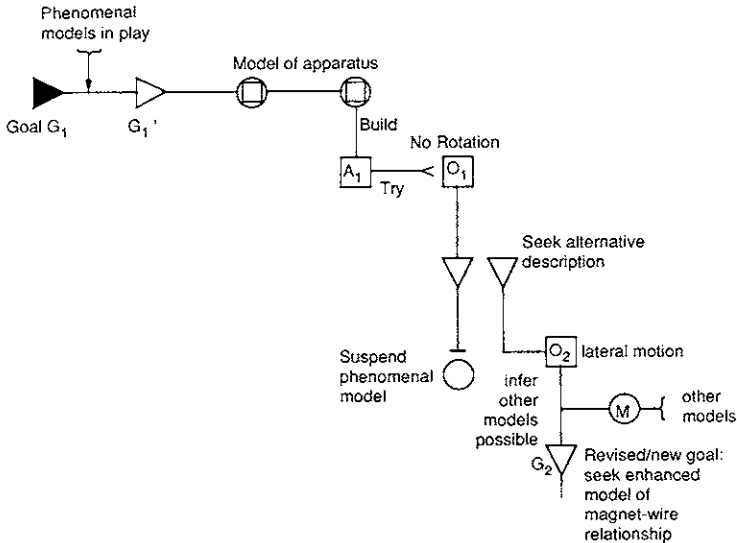 Phenomenal
models in play
Model of apparatus
Goal G1
G1'
Build
No Rotation
A1
O1
Try
Seek alternative
description
Suspend
phenomenal
model
O2
lateral motion
infer
other
models
possible
M
other
models
G2
Revised/new goal:
seek enhanced
model of
magnet-wire
relationship